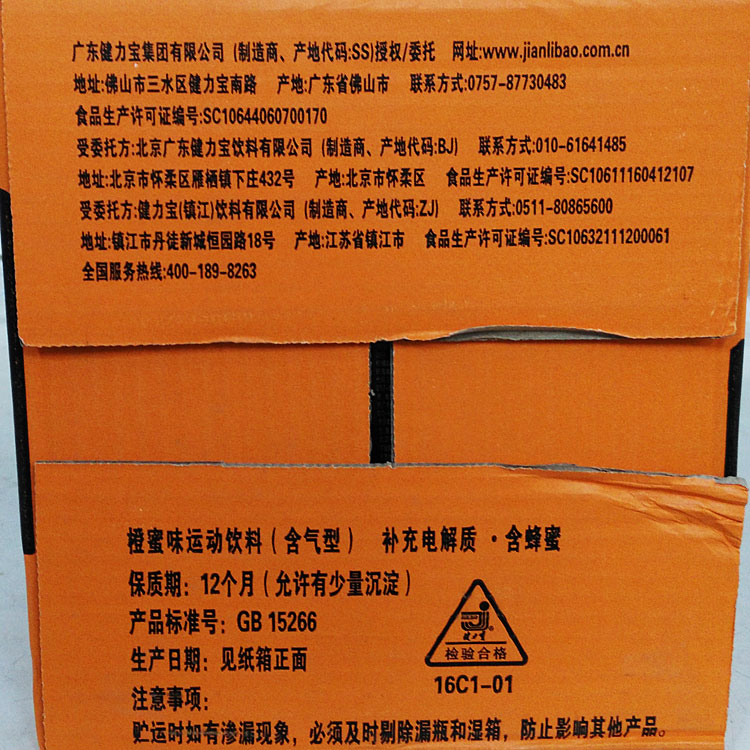 广东健力宝集团有限公司 (制造商、产地代码:SS)授权/委托 网址:www.jianlibao.com.cn
地址:佛山市三水区健力宝南路 产地:广东省佛山市 联系方式:0757-87730483
食品生产许可证编号:SC10644060700170
受委托方:北京广东健力宝饮料有限公司 (制造商、产地代码:BJ) 联系方式:010-61641485
地址:北京市怀柔区雁栖镇下庄432号 产地:北京市怀柔区 食品生产许可证编号:SC10611160412107
受委托方:健力宝(镇江)饮料有限公司 (制造商、产地代码:ZJ) 联系方式:0511-80865600
地址:镇江市丹徒新城恒园路18号 产地:江苏省镇江市 食品生产许可证编号:SC10632111200061
全国服务热线:400-189-8263
橙蜜味运动饮料(含气型) 补充电解质·含蜂蜜
保质期: 12个月(允许有少量沉淀)
产品标准号: GB 15266
生产日期: 见纸箱正面
健力宝
检验合格
16C1-01
注意事项:
贮运时如有渗漏现象, 必须及时剔除漏瓶和湿箱, 防止影响其他产品。